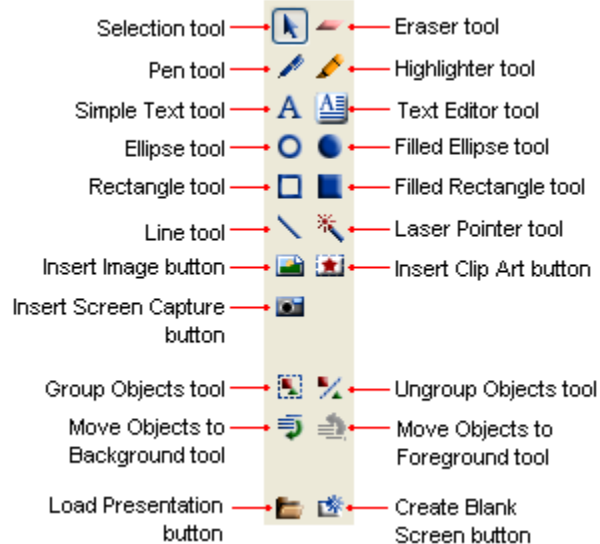 Selection tool
Eraser tool
Pen tool
Highlighter tool
Simple Text tool
Text Editor tool
Ellipse tool
Filled Ellipse tool
Rectangle tool
Filled Rectangle tool
Line tool
Laser Pointer tool
Insert Image button
Insert Clip Art button
Insert Screen Capture
button
Group Objects tool
Ungroup Objects tool
Move Objects to
Background tool
Move Objects to
Foreground tool
Load Presentation
button
Create Blank
Screen button